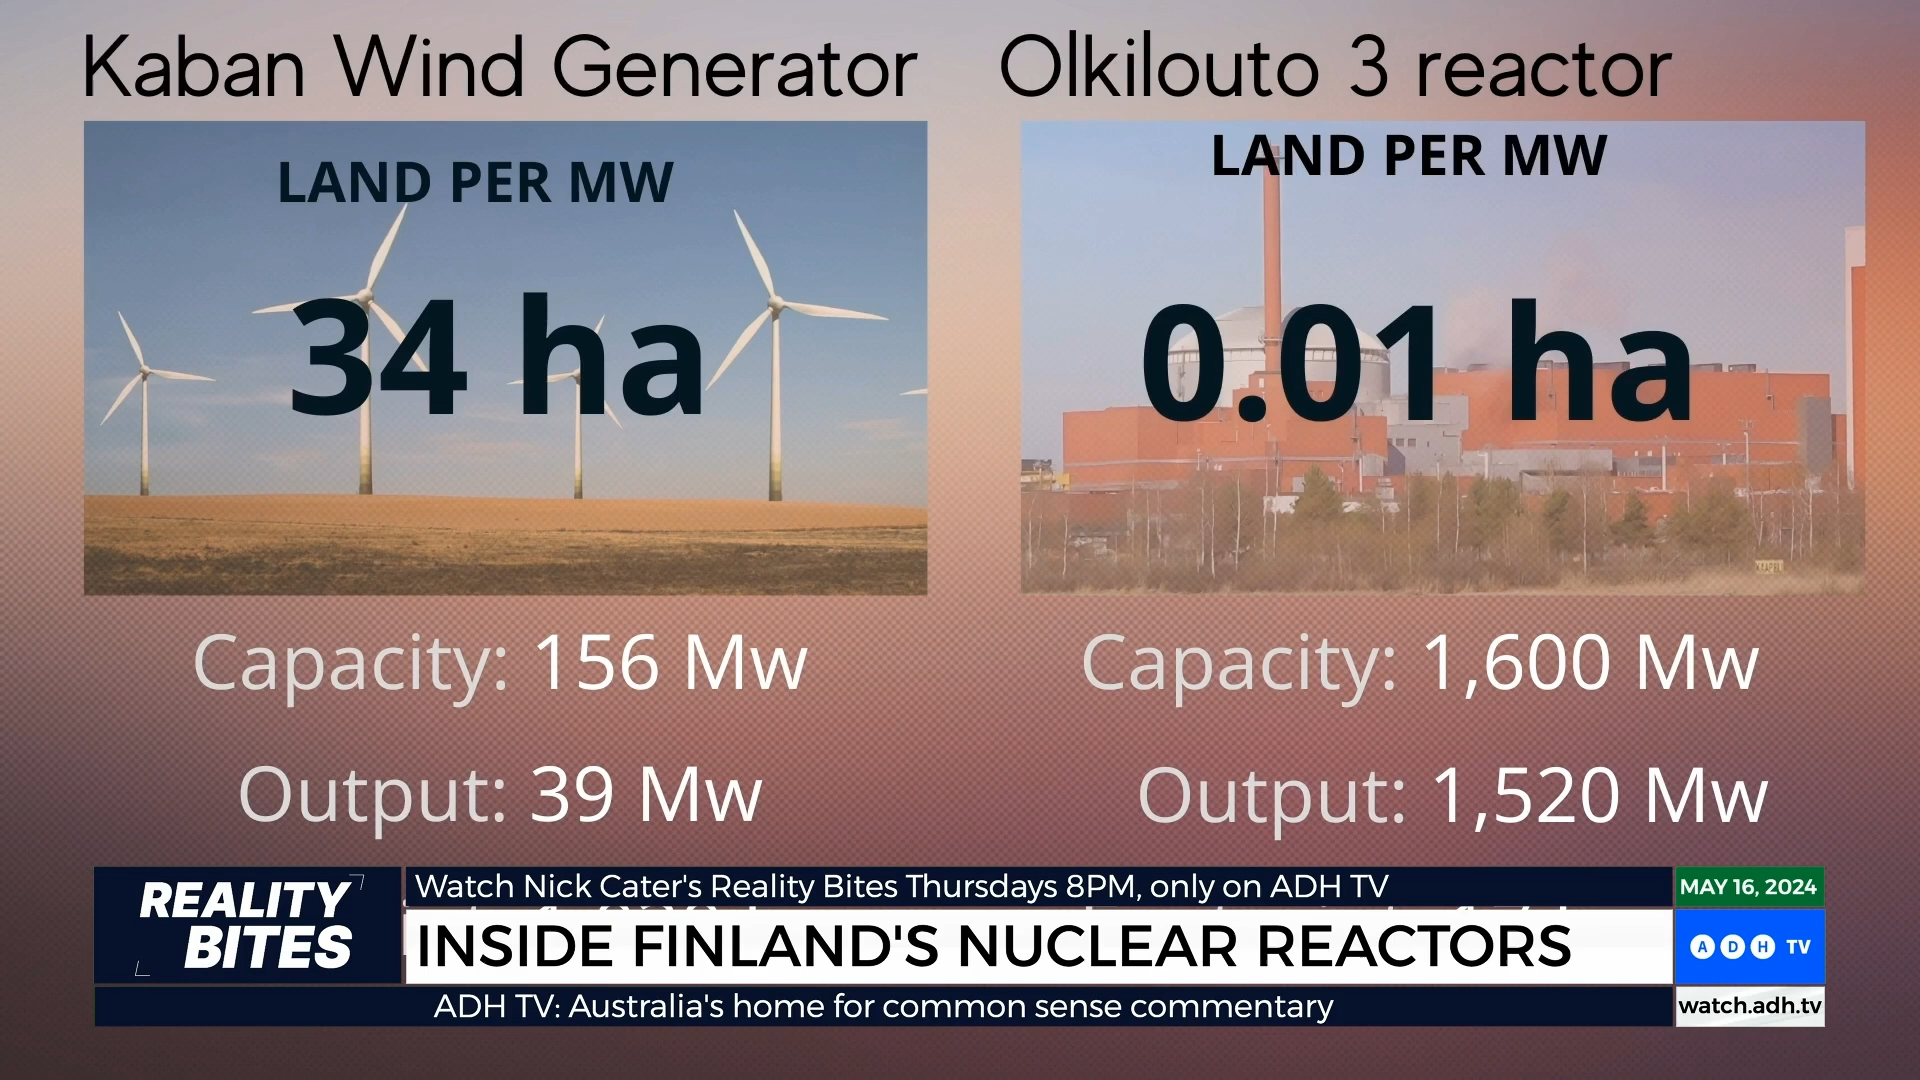 Kaban Wind Generator
Olkilouto 3 reactor
LAND PER MW
34 ha
LAND PER MW
0.01 ha
Capacity: 156 Mw
Capacity: 1,600 Mw
Output: 39 Mw
Output: 1,520 Mw
REALITY
BITES
Watch Nick Cater's Reality Bites Thursdays 8PM, only on ADH TV
MAY 16, 2024
INSIDE FINLAND'S NUCLEAR REACTORS
ADH TV
ADH TV: Australia's home for common sense commentary
watch.adh.tv